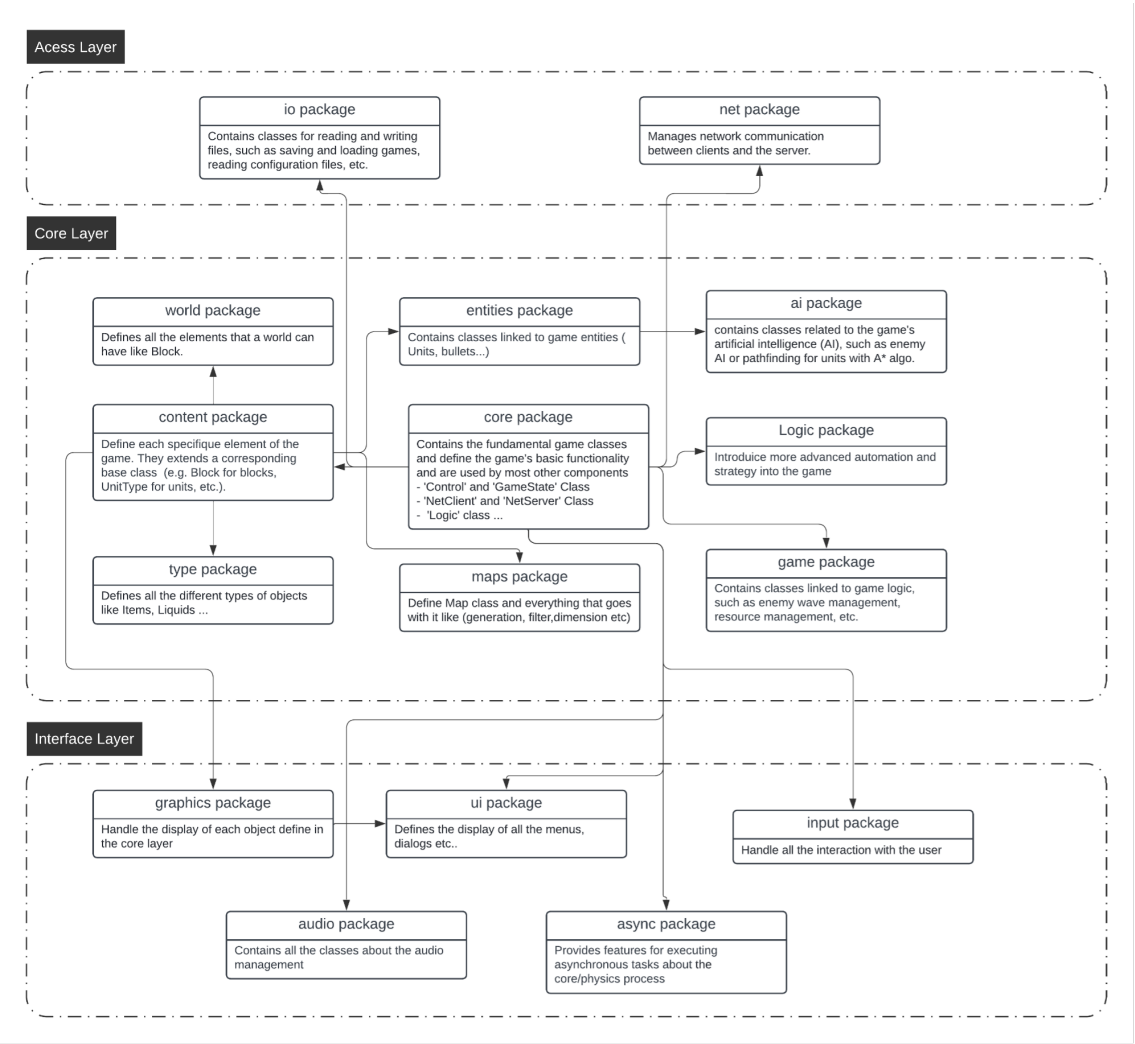 Acess Layer
io package
Contains classes for reading and writing
files, such as saving and loading games,
reading configuration files, etc.
net package
Manages network communication
between clients and the server.
Core Layer
world package
Defines all the elements that a world can
have like Block.
entities package
Contains classes linked to game entities (
Units, bullets...)
ai package
contains classes related to the game's
artificial intelligence (AI), such as enemy
AI or pathfinding for units with A* algo.
content package
Define each specifique element of the
game. They extends a corresponding
base class  (e.g. Block for blocks,
UnitType for units, etc.).
core package
Contains the fundamental game classes
and define the game's basic functionality
and are used by most other components
- 'Control' and 'GameState' Class
- 'NetClient' and 'NetServer' Class
-  'Logic' class ...
Logic package
Introduice more advanced automation and
strategy into the game
type package
Defines all the different types of objects
like Items, Liquids ...
maps package
Define Map class and everything that goes
with it like (generation, filter,dimension etc)
game package
Contains classes linked to game logic,
such as enemy wave management,
resource management, etc.
Interface Layer
graphics package
Handle the display of each object define in
the core layer
ui package
Defines the display of all the menus,
dialogs etc..
input package
Handle all the interaction with the user
audio package
Contains all the classes about the audio
management
async package
Provides features for executing
asynchronous tasks about the
core/physics process